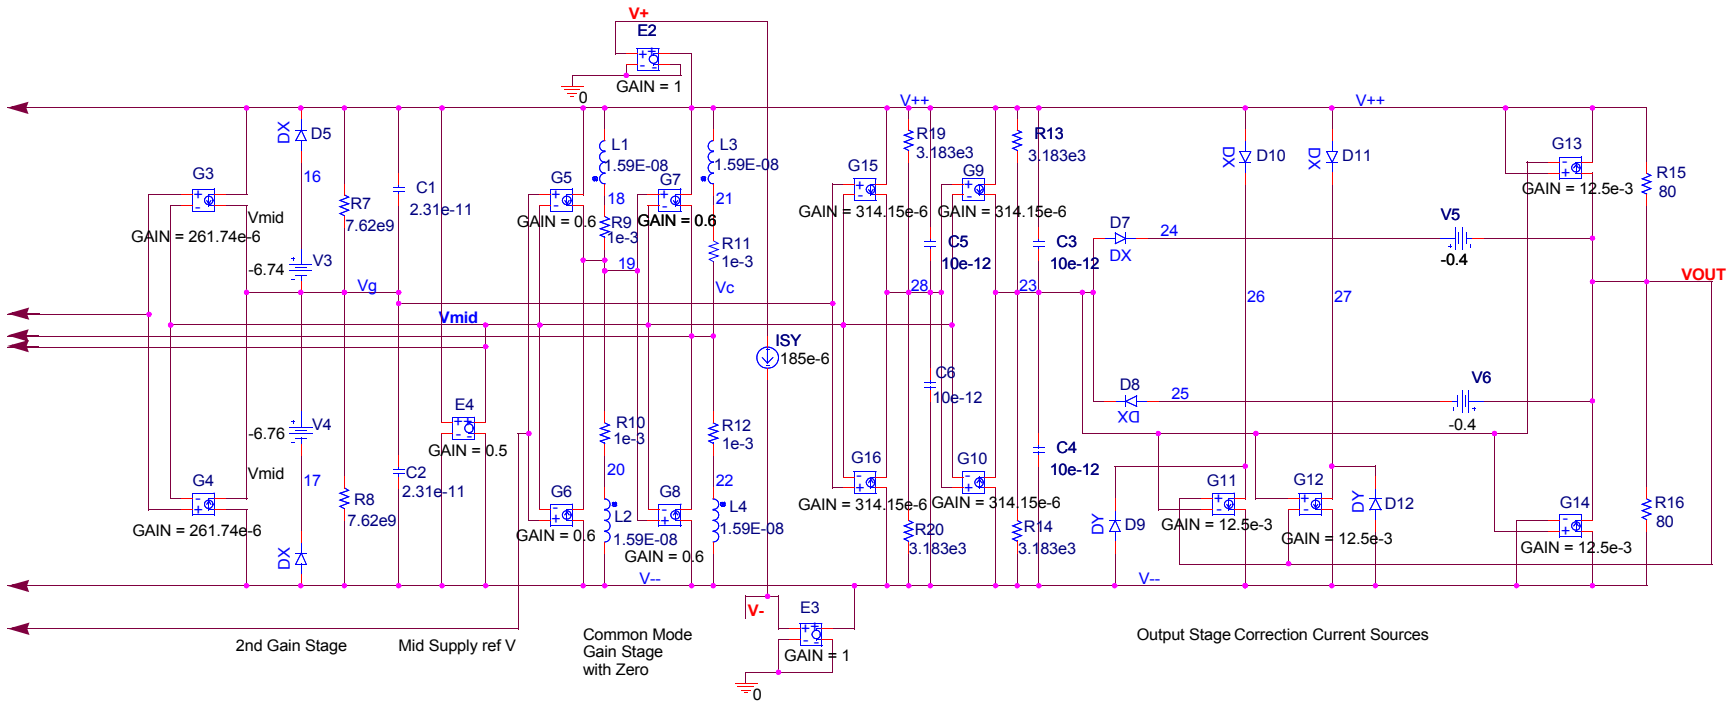 V+
E2
GAIN = 1
0
V++
V++
DX
D5
16
G3
Vmid
GAIN = 261.74e-6
R7
7.62e9
C1
2.31e-11
-6.74
V3
Vg
Vmid
G5
GAIN = 0.6
L1
1.59E-08
18
R9
1e-3
19
G7
GAIN = 0.6
L3
1.59E-08
21
R11
1e-3
Vc
ISY
185e-6
G15
GAIN = 314.15e-6
R19
3.183e3
G9
GAIN = 314.15e-6
R13
3.183e3
C5
10e-12
C3
10e-12
28
23
D7
DX
24
V5
-0.4
DX
D10
DX
D11
G13
GAIN = 12.5e-3
R15
80
VOUT
26
27
C6
10e-12
D8
DX
25
V6
-0.4
-6.76
V4
Vmid
17
G4
GAIN = 261.74e-6
DX
R8
7.62e9
C2
2.31e-11
E4
GAIN = 0.5
R10
1e-3
20
G6
GAIN = 0.6
L2
1.59E-08
G8
GAIN = 0.6
R12
1e-3
22
L4
1.59E-08
G16
GAIN = 314.15e-6
R20
3.183e3
G10
GAIN = 314.15e-6
C4
10e-12
R14
3.183e3
DY
D9
G11
GAIN = 12.5e-3
G12
GAIN = 12.5e-3
DY
D12
G14
GAIN = 12.5e-3
R16
80
V--
V--
V-
E3
GAIN = 1
0
2nd Gain Stage
Mid Supply ref V
Common Mode
Gain Stage
with Zero
Output Stage Correction Current Sources